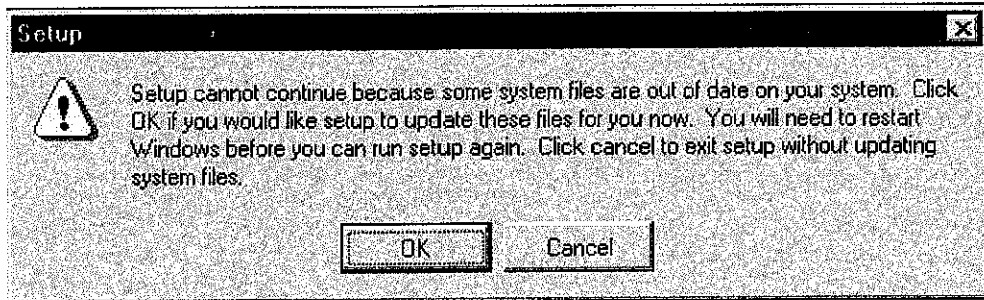 Setup
Setup cannot continue because some system files are out of date on your system. Click
OK if you would like setup to update these files for you now. You will need to restart
Windows before you can run setup again. Click cancel to exit setup without updating
system files.
OK Cancel